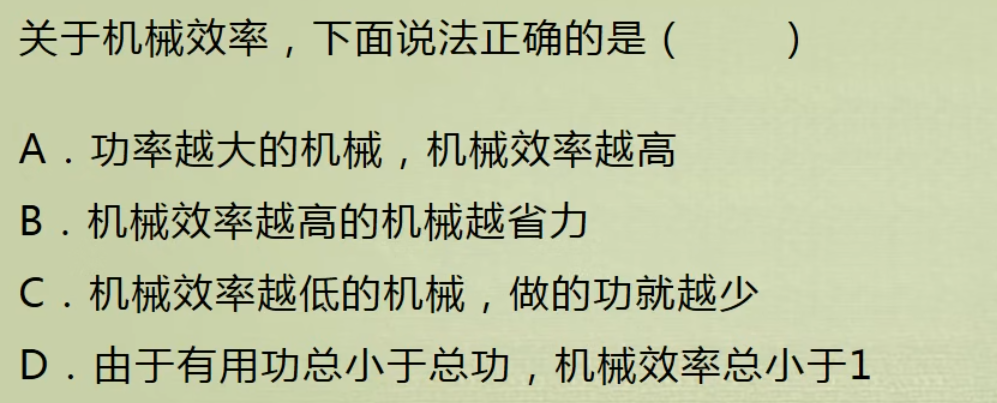 关于机械效率，下面说法正确的是（　　）
A．功率越大的机械，机械效率越高
B．机械效率越高的机械越省力
C．机械效率越低的机械，做的功就越少
D．由于有用功总小于总功，机械效率总小于1